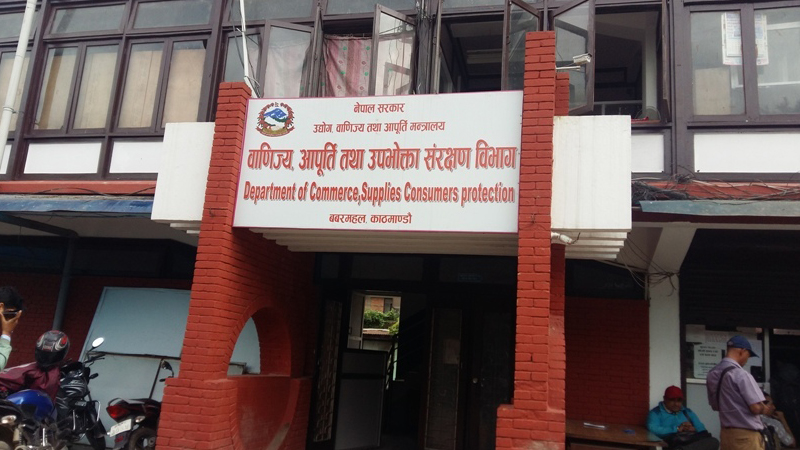 नेपाल सरकार
उद्योग, वाणिज्य तथा आपूर्ति मन्त्रालय
वाणिज्य, आपूर्ति तथा उपभोक्ता संरक्षण विभाग
Department of Commerce,Supplies Consumers protection
बबरमहल, काठमाण्डौ